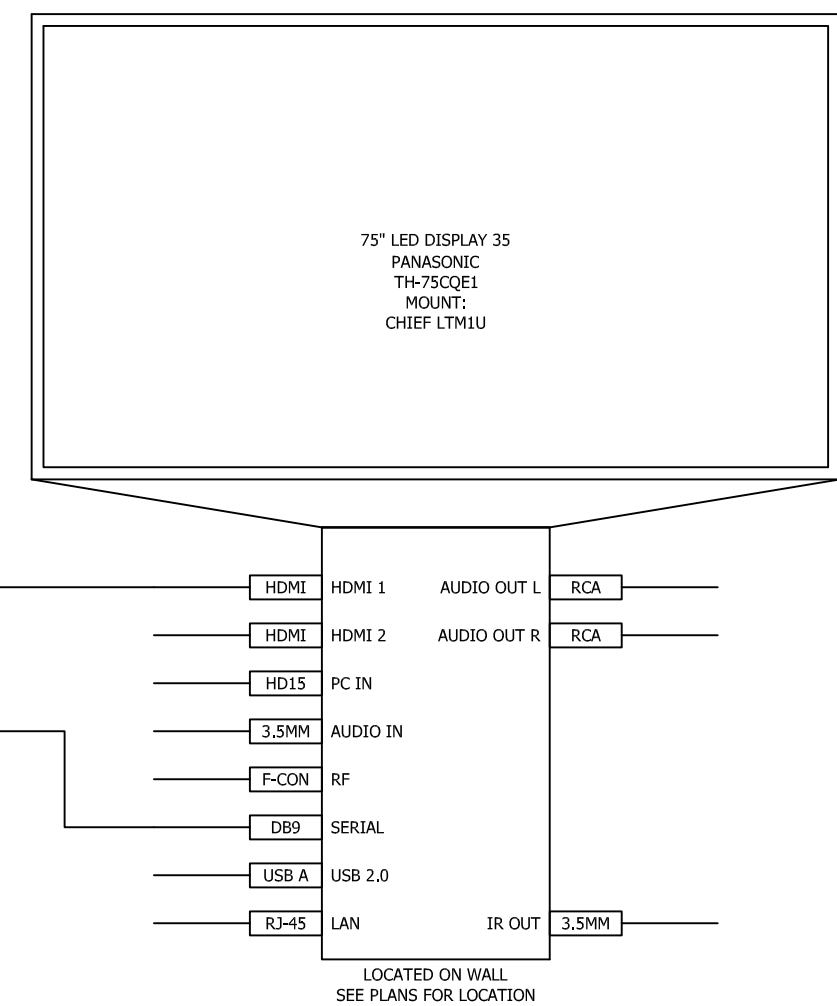 75" LED DISPLAY 35
PANASONIC
TH-75CQE1
MOUNT:
CHIEF LTM1U
HDMI HDMI 1 AUDIO OUT L RCA
HDMI HDMI 2 AUDIO OUT R RCA
HD15 PC IN
3.5MM AUDIO IN
F-CON RF
DB9 SERIAL
USB A USB 2.0
RJ-45 LAN IR OUT 3.5MM
LOCATED ON WALL
SEE PLANS FOR LOCATION